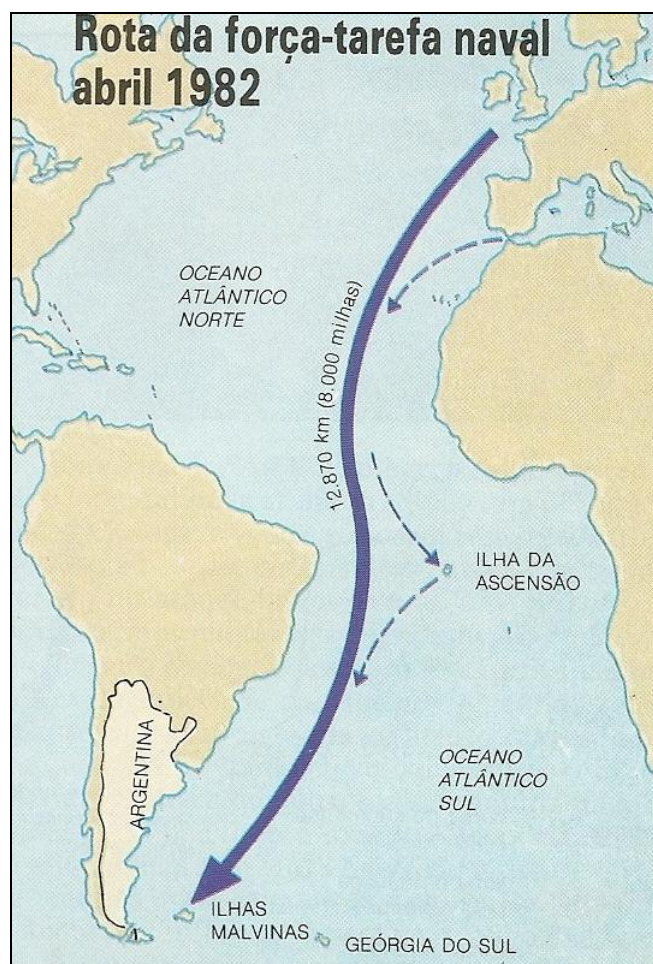 Rota da força-tarefa naval
abril 1982
OCEANO
ATLÂNTICO
NORTE
12.870 km (8.000 milhas)
ILHA DA
ASCENSÃO
ARGENTINA
OCEANO
ATLÂNTICO
SUL
ILHAS
MALVINAS
GEÓRGIA DO SUL